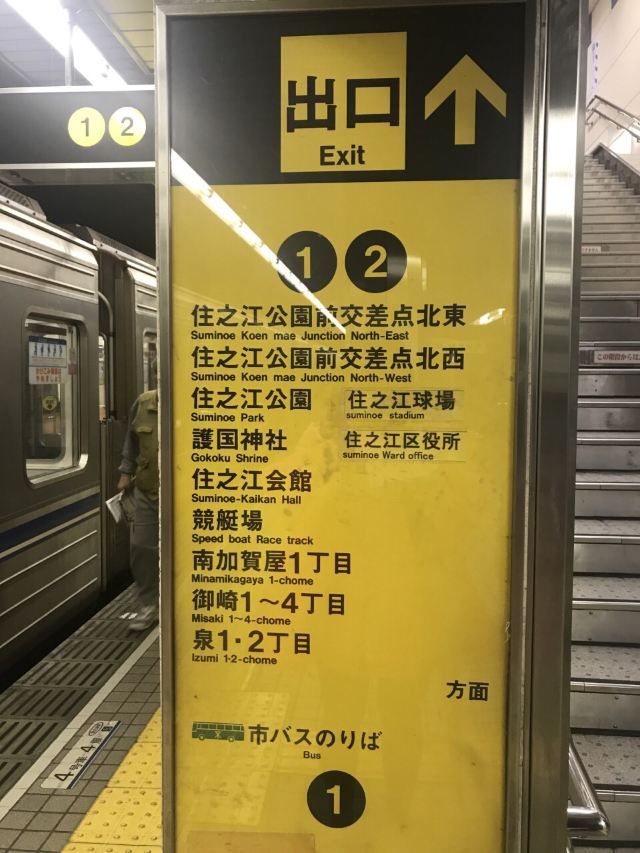 1 2
出口
Exit
1 2
住之江公園前交差点北東
Suminoe Koen mae Junction North-East
住之江公園前交差点北西
Suminoe Koen mae Junction North-West
住之江公園 住之江球場
Suminoe Park suminoe stadium
護国神社 住之江区役所
Gokoku Shrine suminoe Ward office
住之江会館
Suminoe-Kaikan Hall
競艇場
Speed boat Race track
南加賀屋1丁目
Minamikagaya 1-chome
御崎1〜4丁目
Misaki 1〜4-chome
泉1・2丁目
Izumi 1・2-chome
方面
市バスのりば
Bus
1
4号車